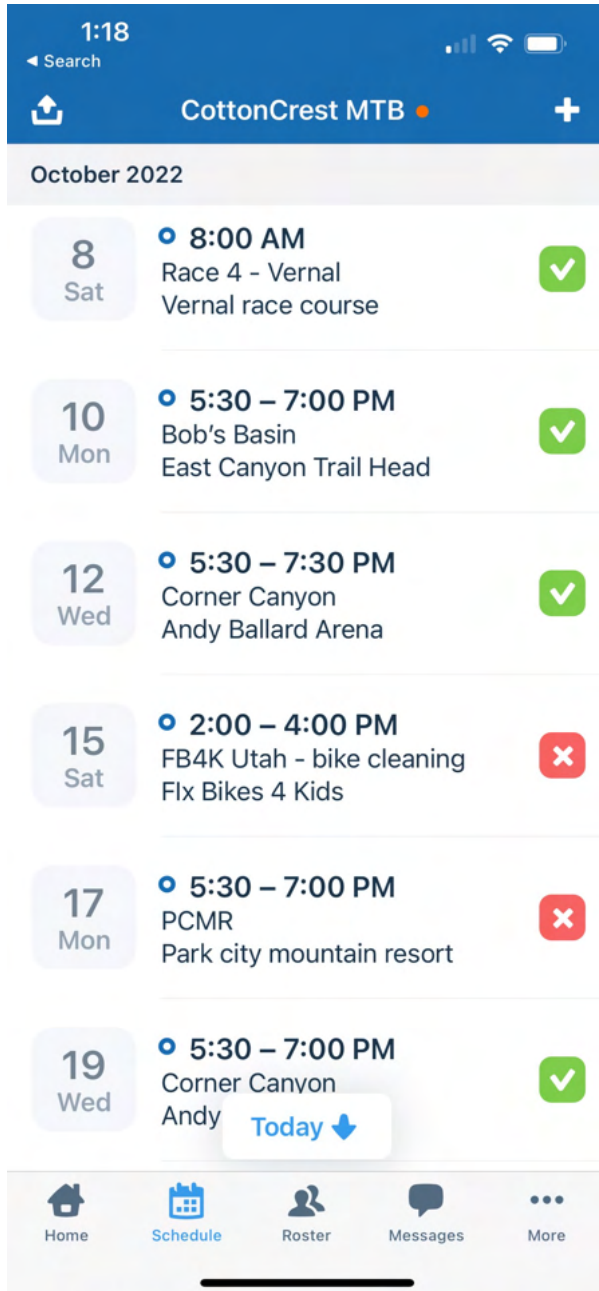 1:18
◀ Search
CottonCrest MTB
October 2022
8
Sat
8:00 AM
Race 4 - Vernal
Vernal race course
10
Mon
5:30 – 7:00 PM
Bob's Basin
East Canyon Trail Head
12
Wed
5:30 – 7:30 PM
Corner Canyon
Andy Ballard Arena
15
Sat
2:00 – 4:00 PM
FB4K Utah - bike cleaning
Flx Bikes 4 Kids
17
Mon
5:30 – 7:00 PM
PCMR
Park city mountain resort
19
Wed
5:30 – 7:00 PM
Corner Canyon
Andy
Today
Home
Schedule
Roster
Messages
More